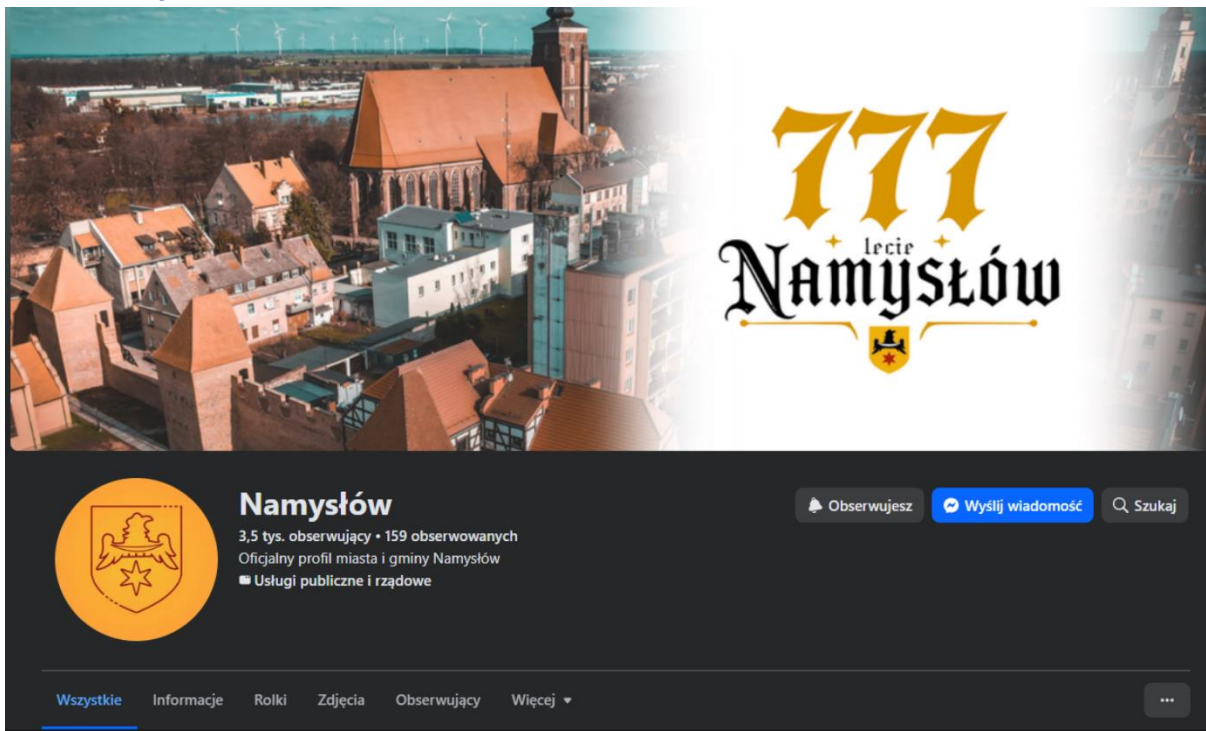 777
lecie
Namysłów
Namysłów
3,5 tys. obserwujący • 159 obserwowanych
Oficjalny profil miasta i gminy Namysłów
Usługi publiczne i rządowe
Obserwujesz
Wyślij wiadomość
Szukaj
Wszystkie Informacje Rolki Zdjęcia Obserwujący Więcej